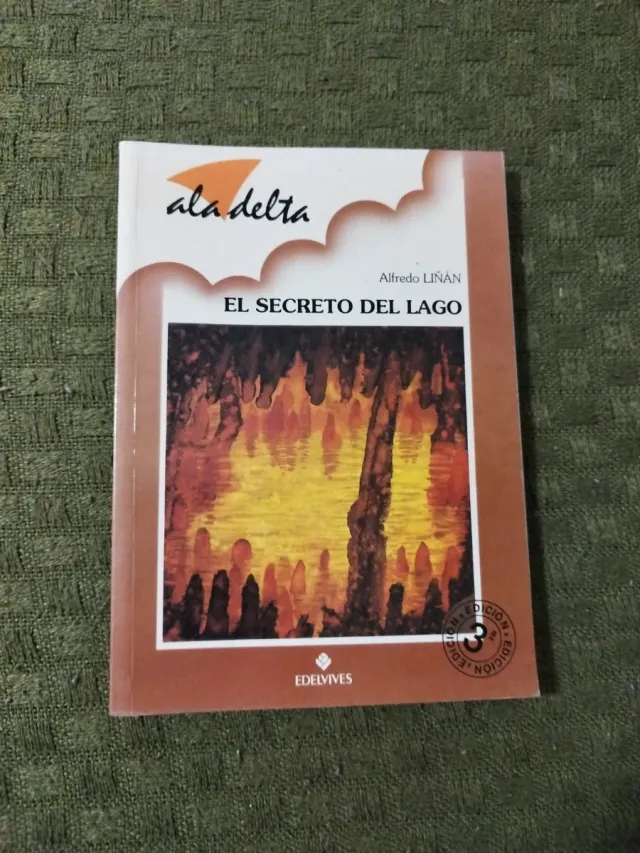 ala delta
Alfredo LIÑÁN
EL SECRETO DEL LAGO
EDICIÓN * EDICIÓN * EDICIÓN *
3ª
EDELVIVES